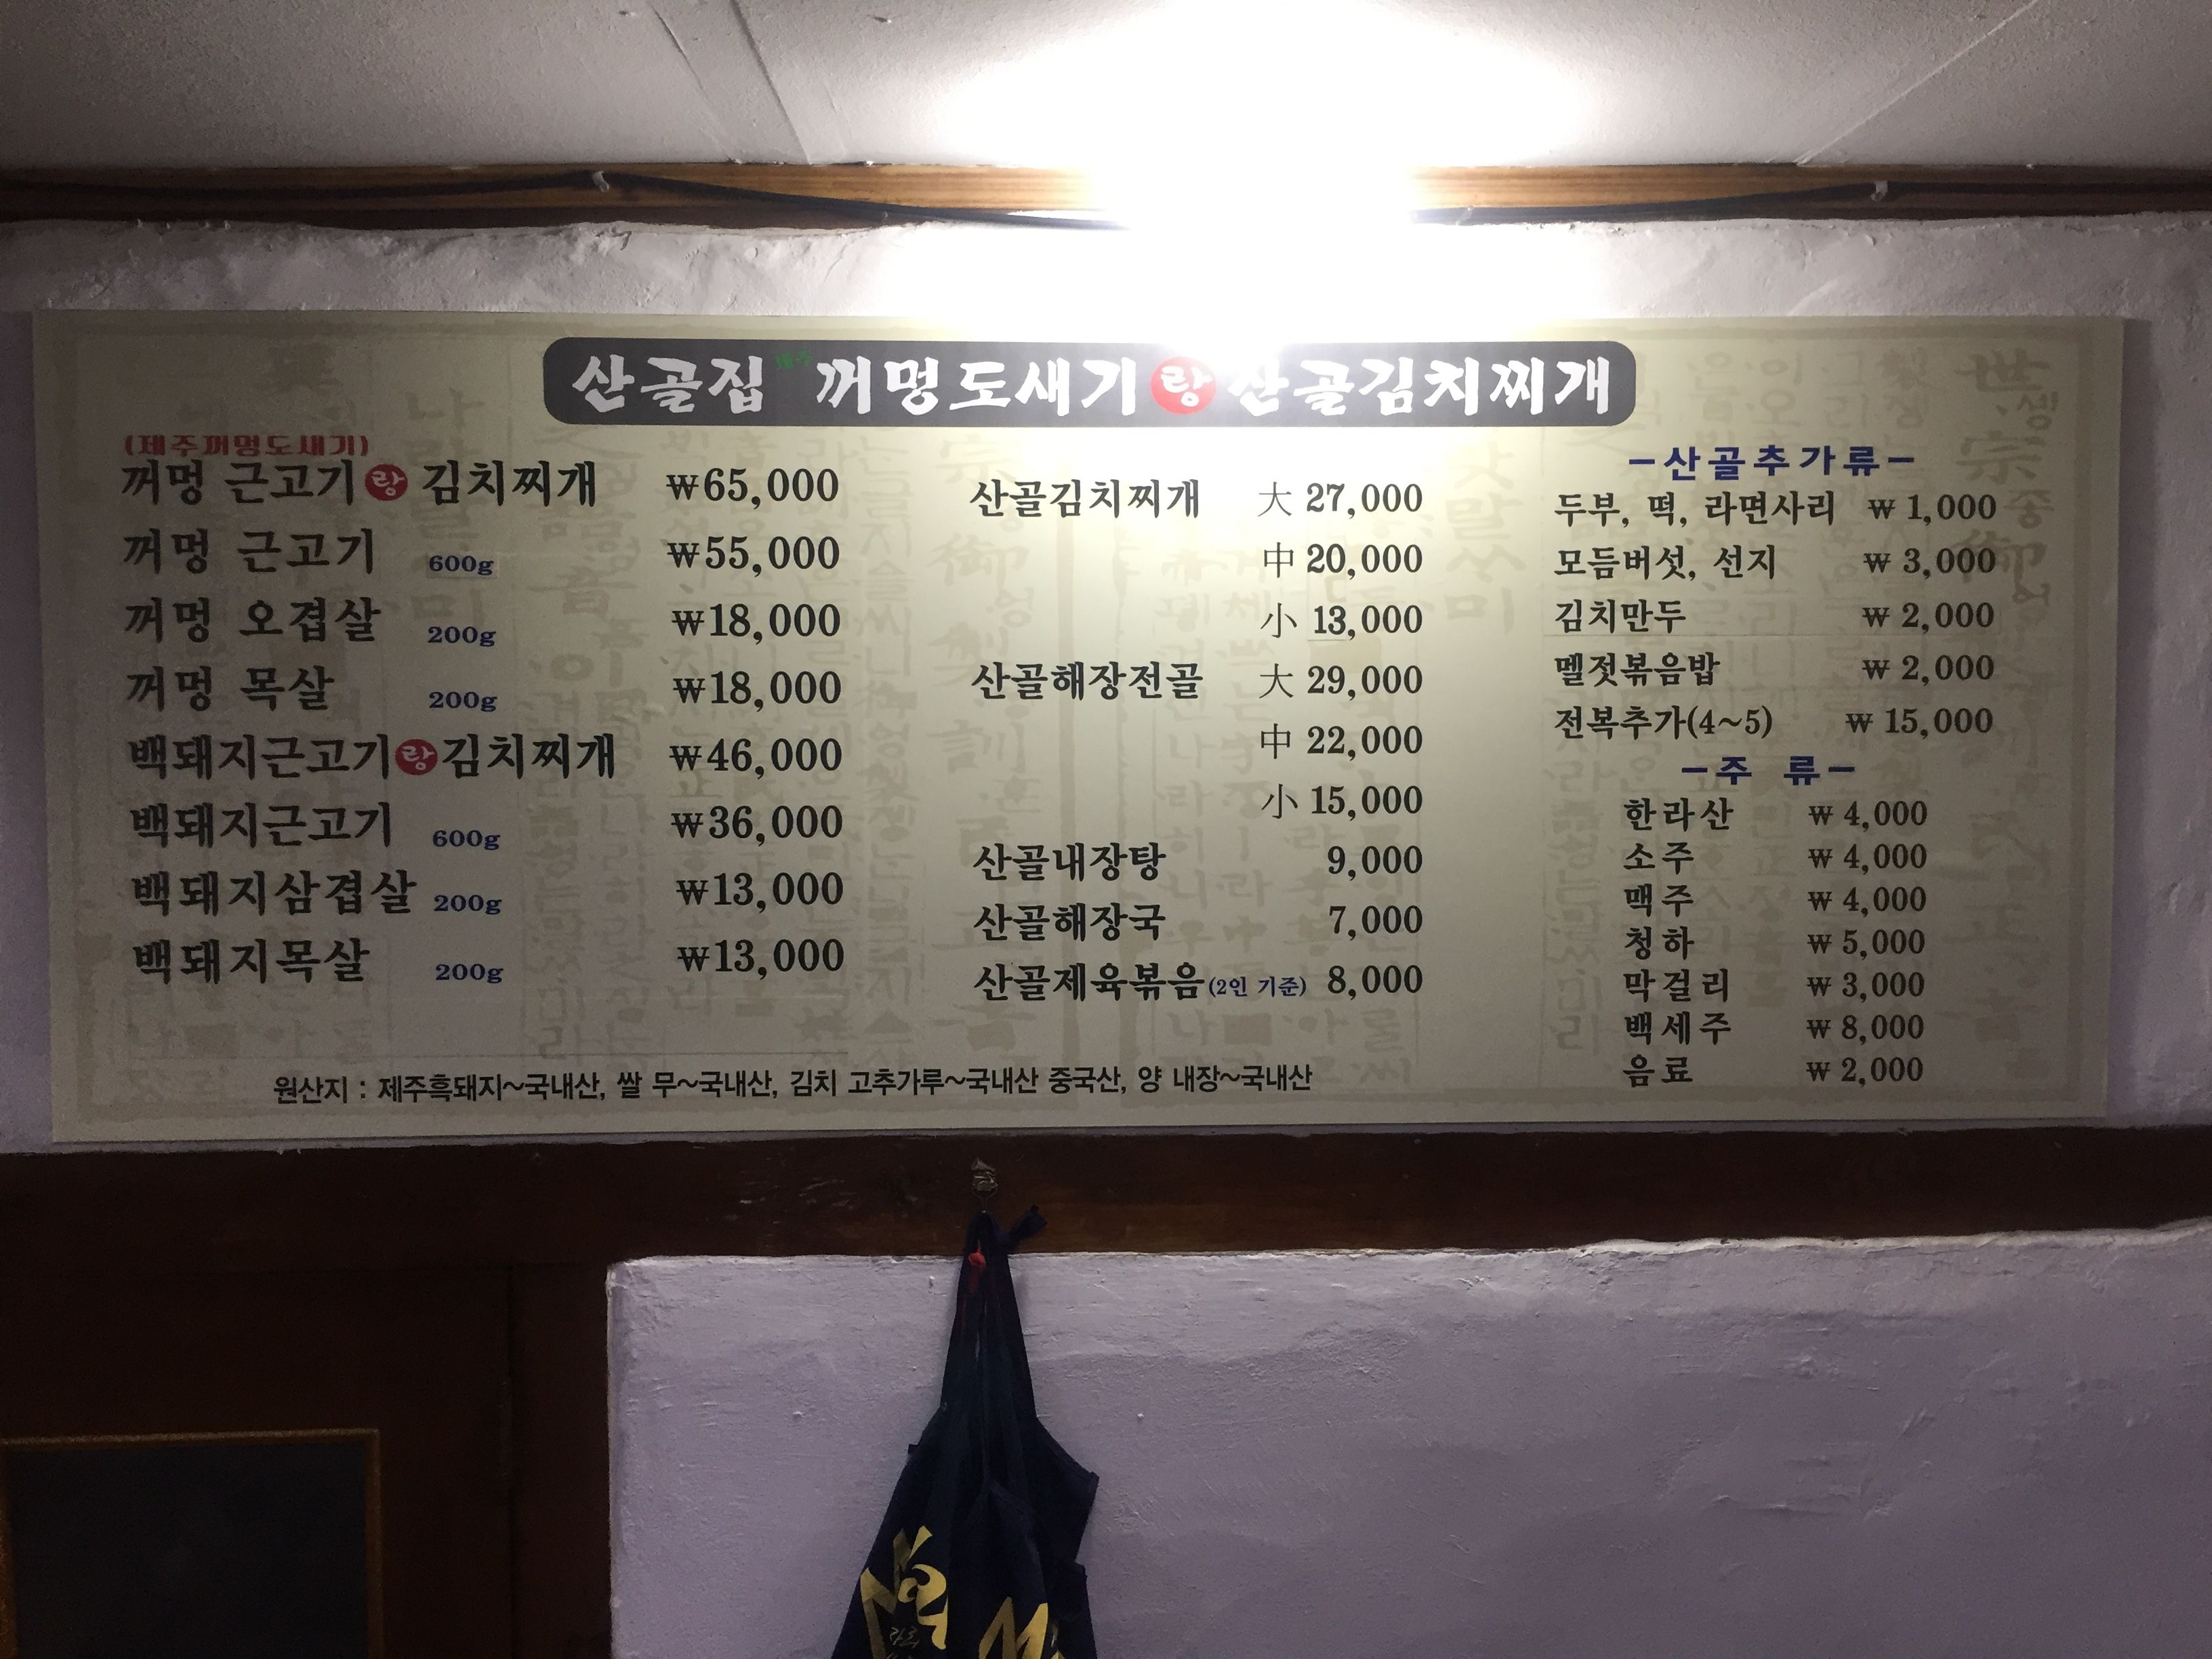 산골집 제주 꺼멍도새기랑 산골김치찌개
(제주꺼멍도새기)
꺼멍 근고기랑 김치찌개 ₩65,000
꺼멍 근고기 600g ₩55,000
꺼멍 오겹살 200g ₩18,000
꺼멍 목살 200g ₩18,000
백돼지근고기랑김치찌개 ₩46,000
백돼지근고기 600g ₩36,000
백돼지삼겹살 200g ₩13,000
백돼지목살 200g ₩13,000
산골김치찌개 大 27,000
中 20,000
小 13,000
산골해장전골 大 29,000
中 22,000
小 15,000
산골내장탕 9,000
산골해장국 7,000
산골제육볶음(2인 기준) 8,000
-산골추가류-
두부, 떡, 라면사리 ₩ 1,000
모듬버섯, 선지 ₩ 3,000
김치만두 ₩ 2,000
멜젓볶음밥 ₩ 2,000
전복추가(4~5) ₩ 15,000
-주 류-
한라산 ₩ 4,000
소주 ₩ 4,000
맥주 ₩ 4,000
청하 ₩ 5,000
막걸리 ₩ 3,000
백세주 ₩ 8,000
음료 ₩ 2,000
원산지 : 제주흑돼지~국내산, 쌀 무~국내산, 김치 고추가루~국내산 중국산, 양 내장~국내산